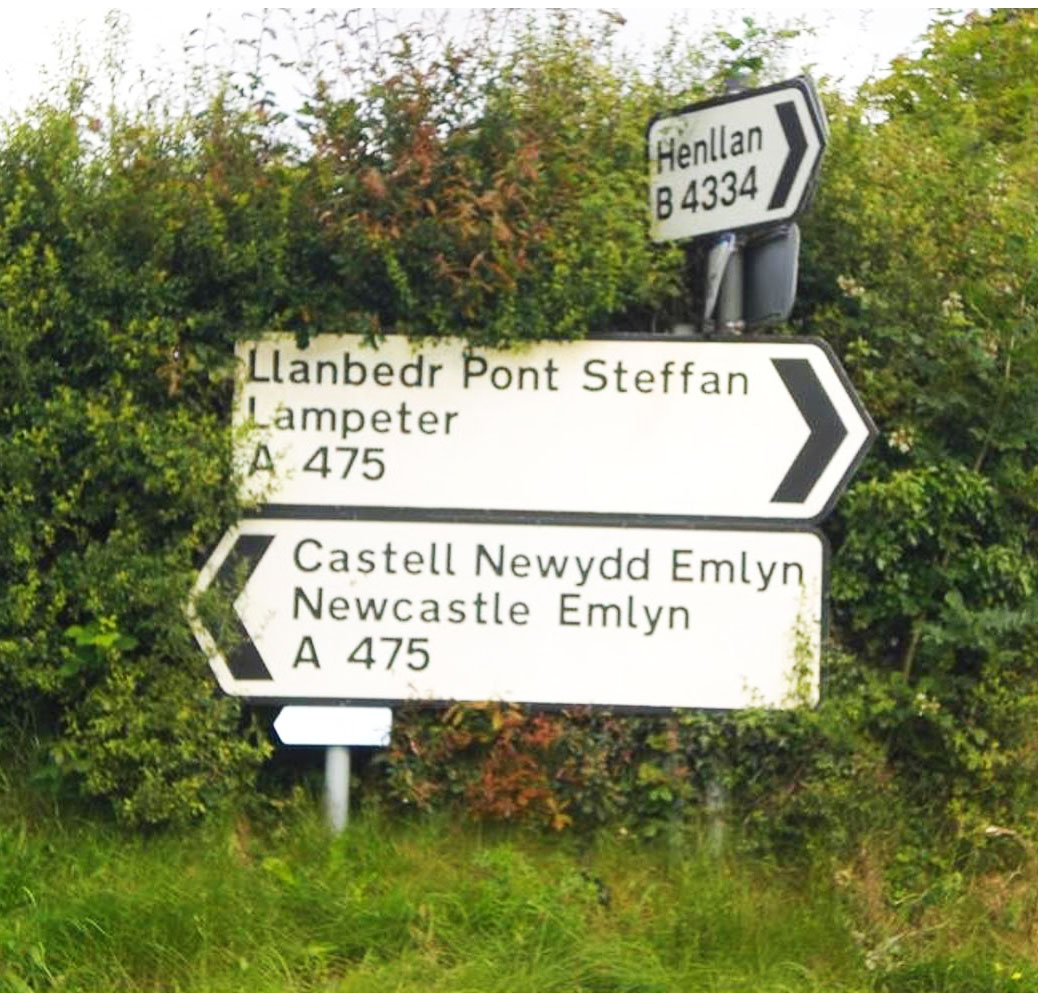 Henllan
B 4334
Llanbedr Pont Steffan
Lampeter
A 475
Castell Newydd Emlyn
Newcastle Emlyn
A 475